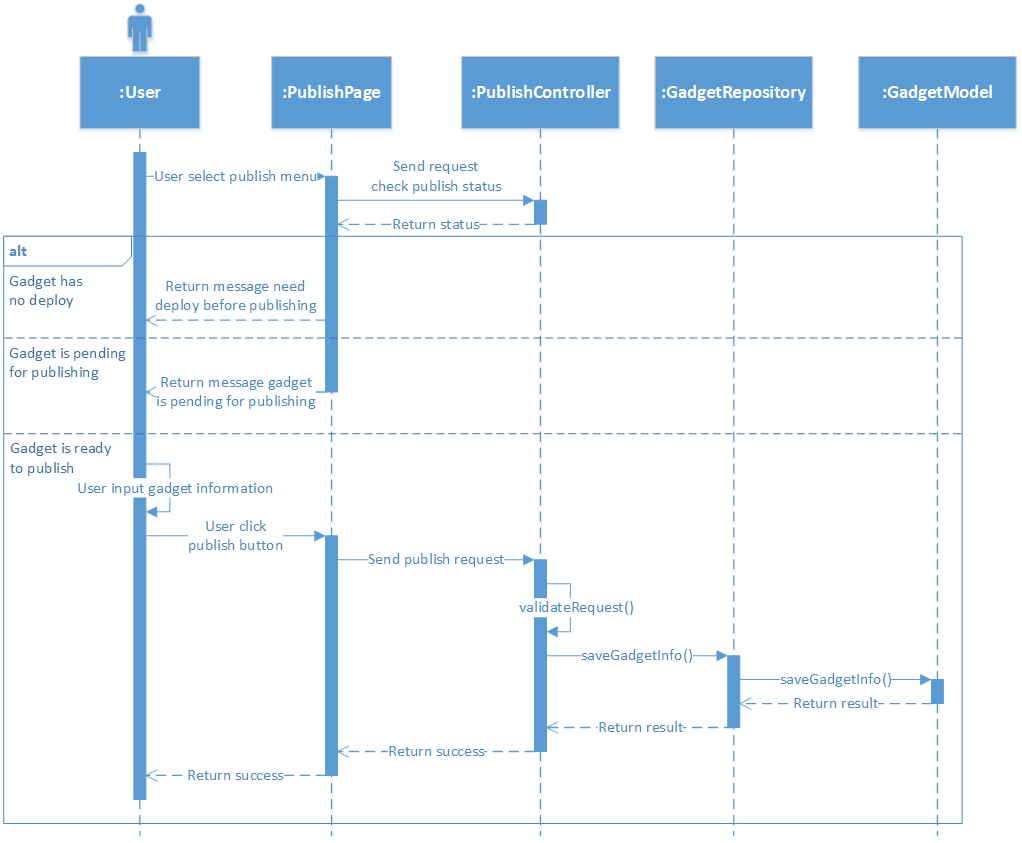 :User
:PublishPage
:PublishController
:GadgetRepository
:GadgetModel
User select publish menu
Send request
check publish status
Return status
alt
Gadget has
no deploy
Return message need
deploy before publishing
Gadget is pending
for publishing
Return message gadget
is pending for publishing
Gadget is ready
to publish
User input gadget information
User click
publish button
Send publish request
validateRequest()
saveGadgetInfo()
saveGadgetInfo()
Return result
Return result
Return success
Return success